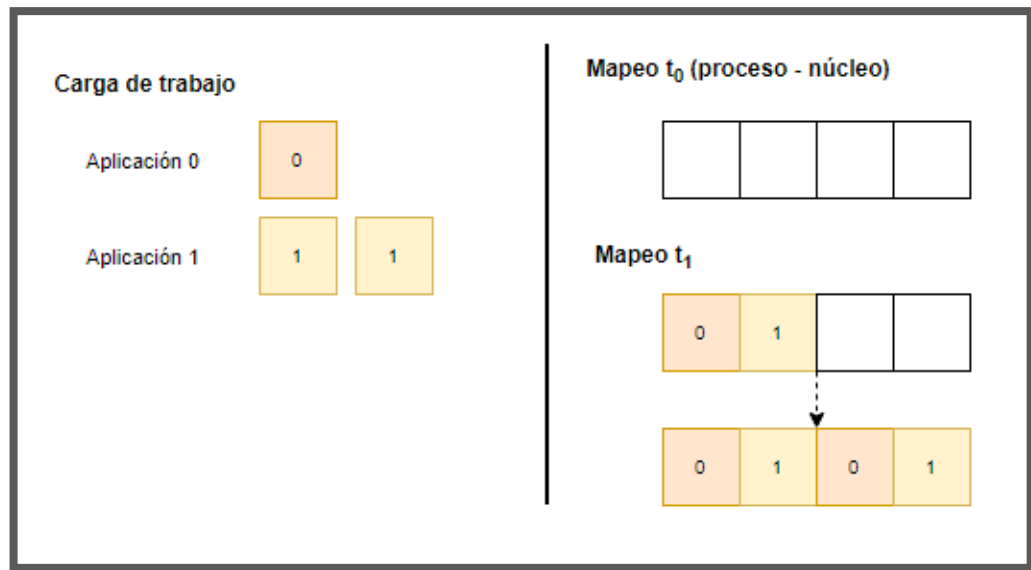 Carga de trabajo
Aplicación 0
0
Aplicación 1
1 1
Mapeo t₀ (proceso - núcleo)
Mapeo t₁
0 1
0 1 0 1